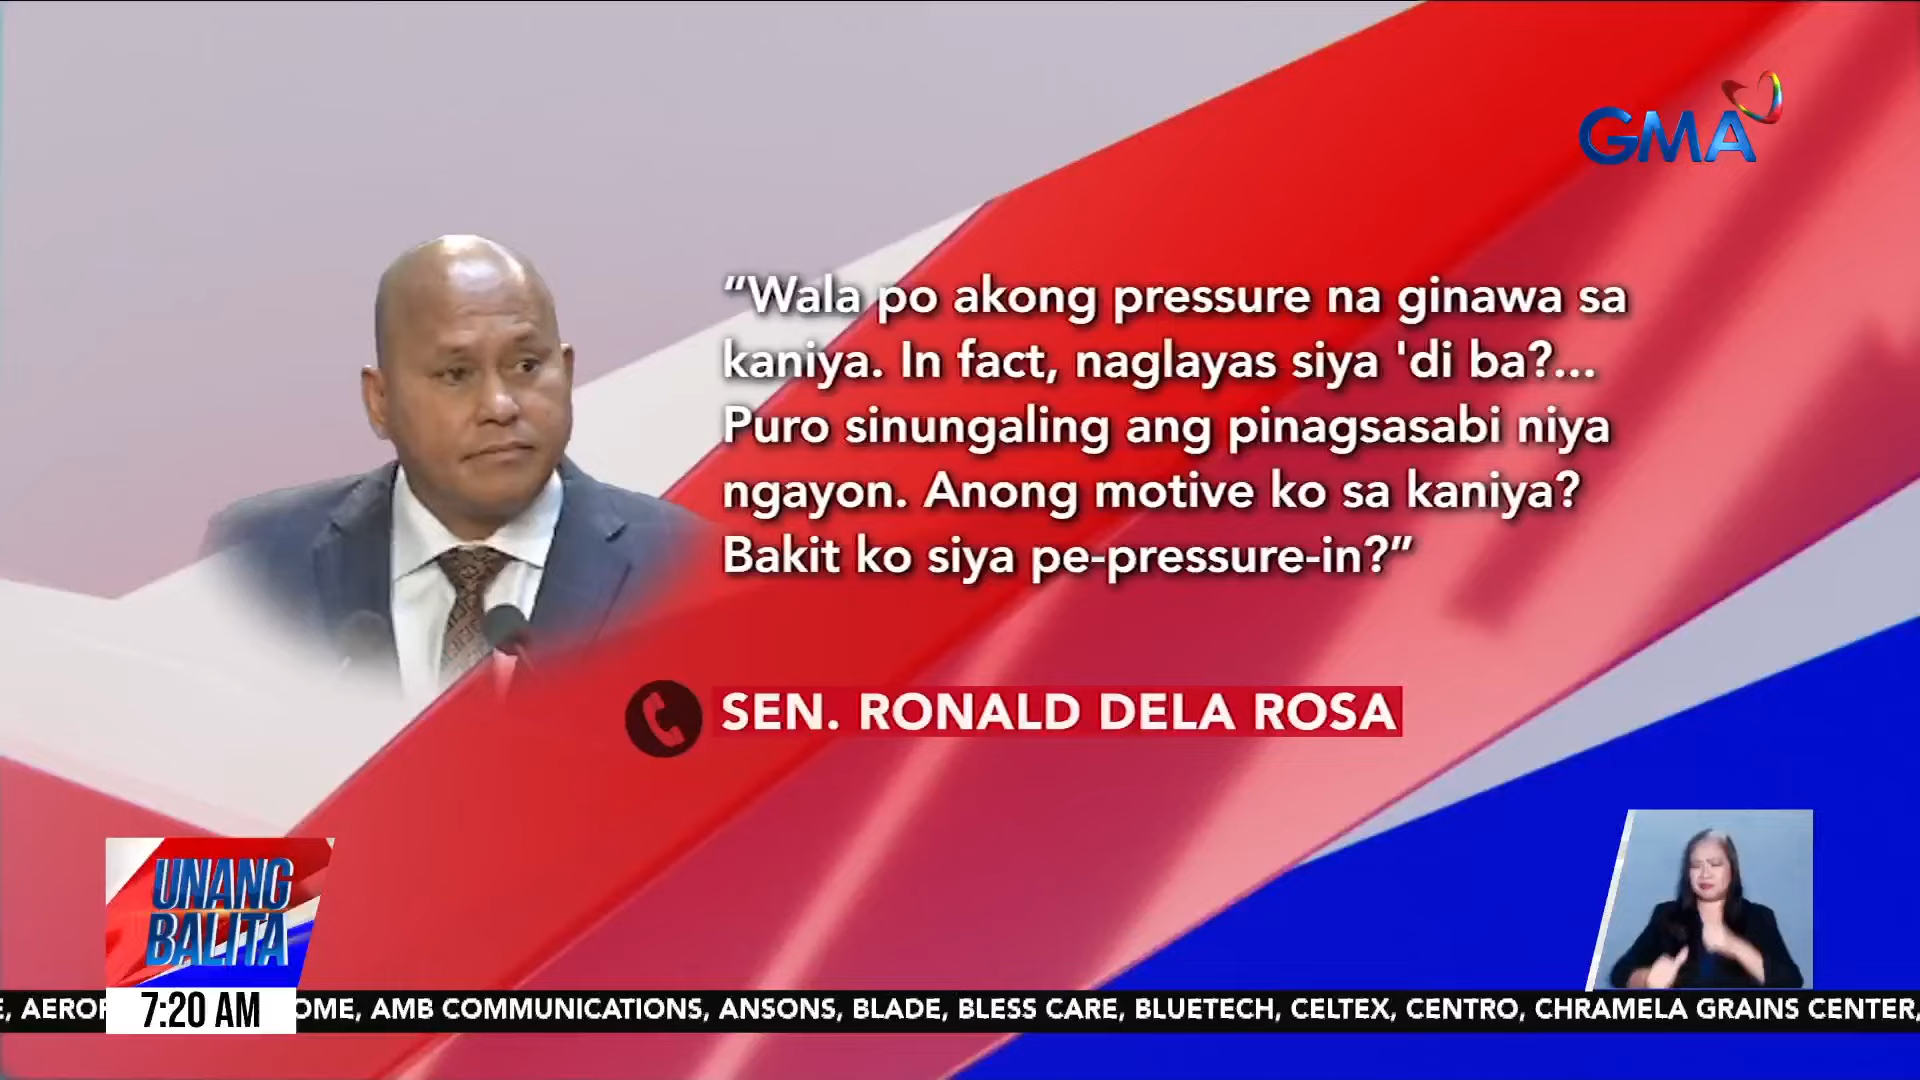 GMA
“Wala po akong pressure na ginawa sa
kaniya. In fact, naglayas siya 'di ba?...
Puro sinungaling ang pinagsasabi niya
ngayon. Anong motive ko sa kaniya?
Bakit ko siya pe-pressure-in?”
SEN. RONALD DELA ROSA
UNANG
BALITA
7:20 AM
OME, AMB COMMUNICATIONS, ANSONS, BLADE, BLESS CARE, BLUETECH, CELTEX, CENTRO, CHRAMELA GRAINS CENTER,